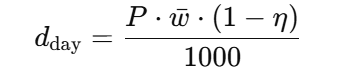 d_day = P · w̄ · (1 − η) / 1000